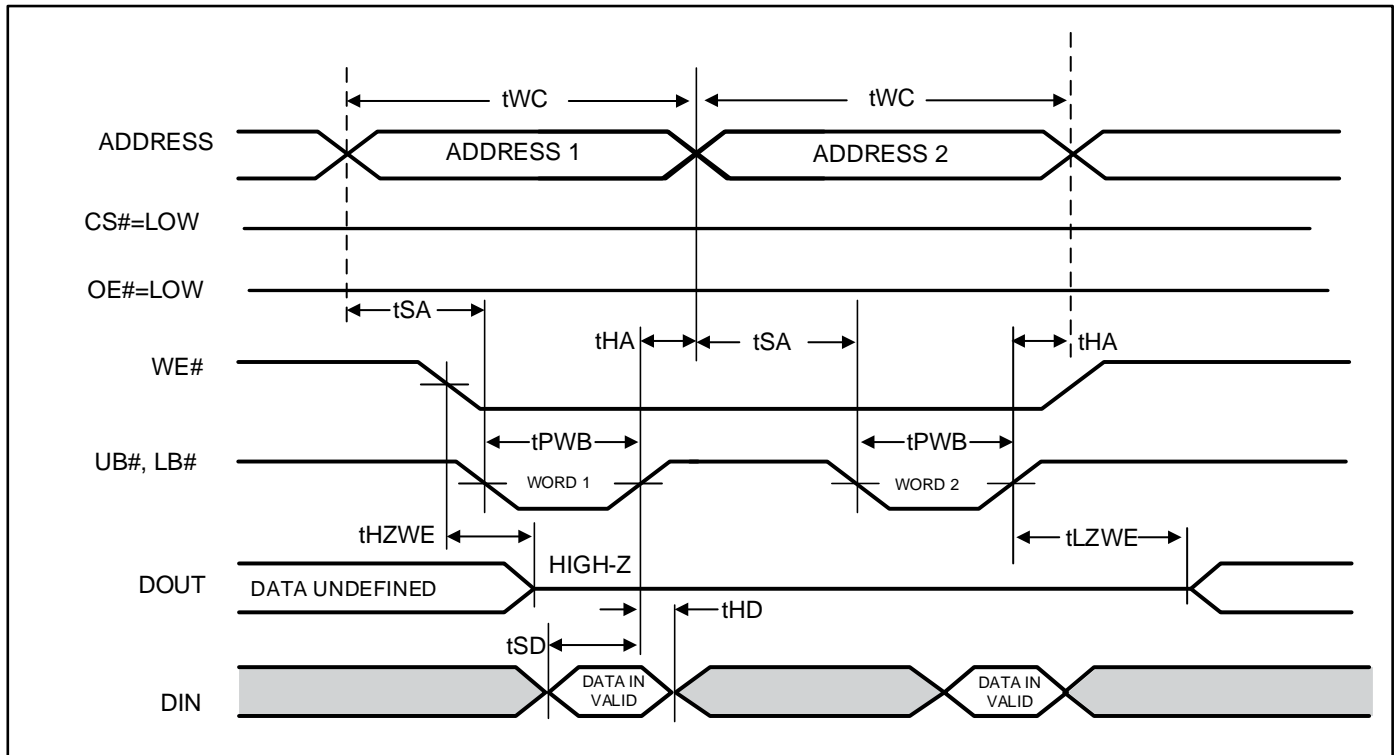 tWC tWC
ADDRESS ADDRESS 1 ADDRESS 2
CS#=LOW
OE#=LOW
tSA tHA tSA tHA
WE#
tPWB tPWB
UB#, LB# WORD 1 WORD 2
tHZWE tLZWE
HIGH-Z
DOUT DATA UNDEFINED
tHD
tSD
DIN DATA IN VALID DATA IN VALID